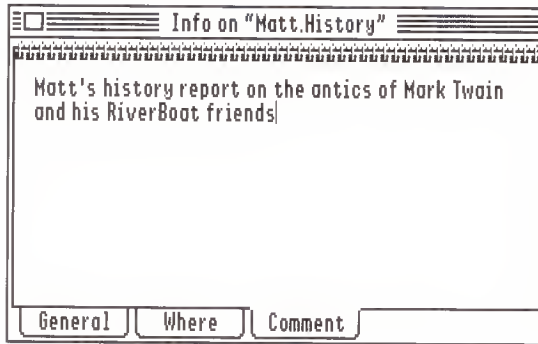 Info on “Matt.History”
Matt's history report on the antics of Mark Twain
and his RiverBoat friends
General
Where
Comment